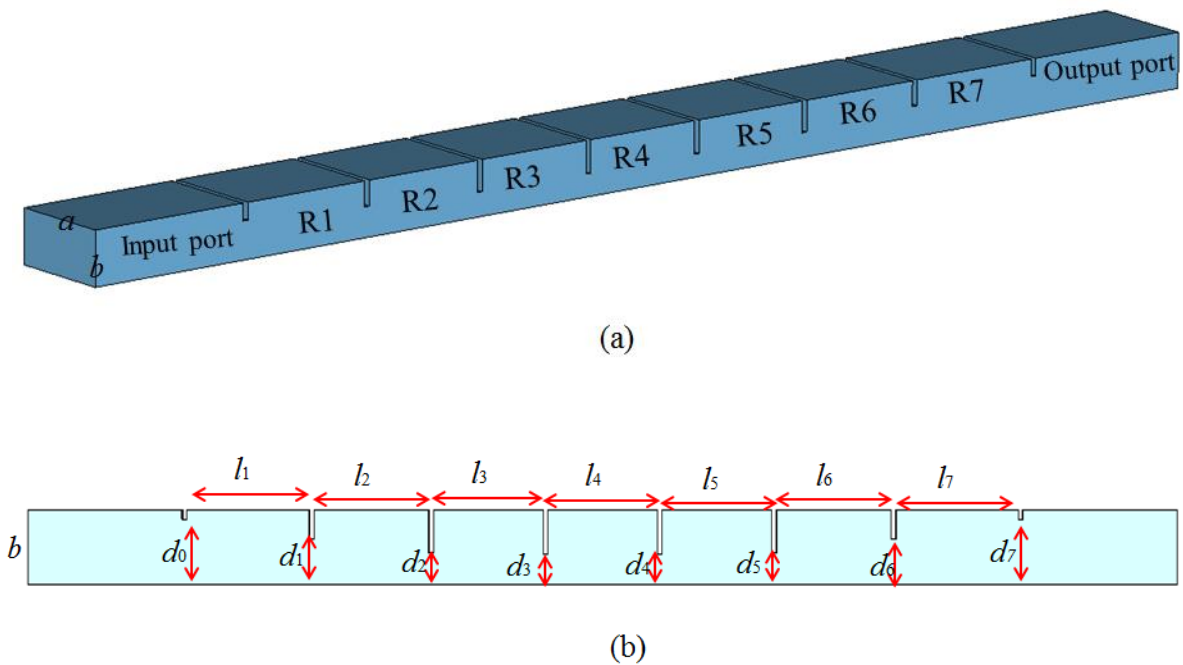 Output port
R7
R6
R5
R4
R3
R2
R1
a
Input port
b
(a)
l1 l2 l3 l4 l5 l6 l7
b d0 d1 d2 d3 d4 d5 d6 d7
(b)